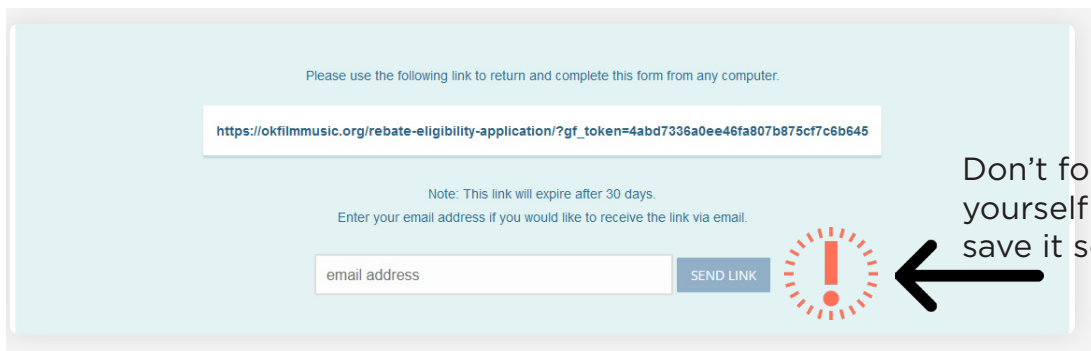 Please use the following link to return and complete this form from any computer.
https://okfilmmusic.org/rebate-eligibility-application/?gf_token=4abd7336a0ee46fa807b875cf7c6b645
Note: This link will expire after 30 days.
Enter your email address if you would like to receive the link via email.
email address
SEND LINK
Don't fo
yourself
save it s